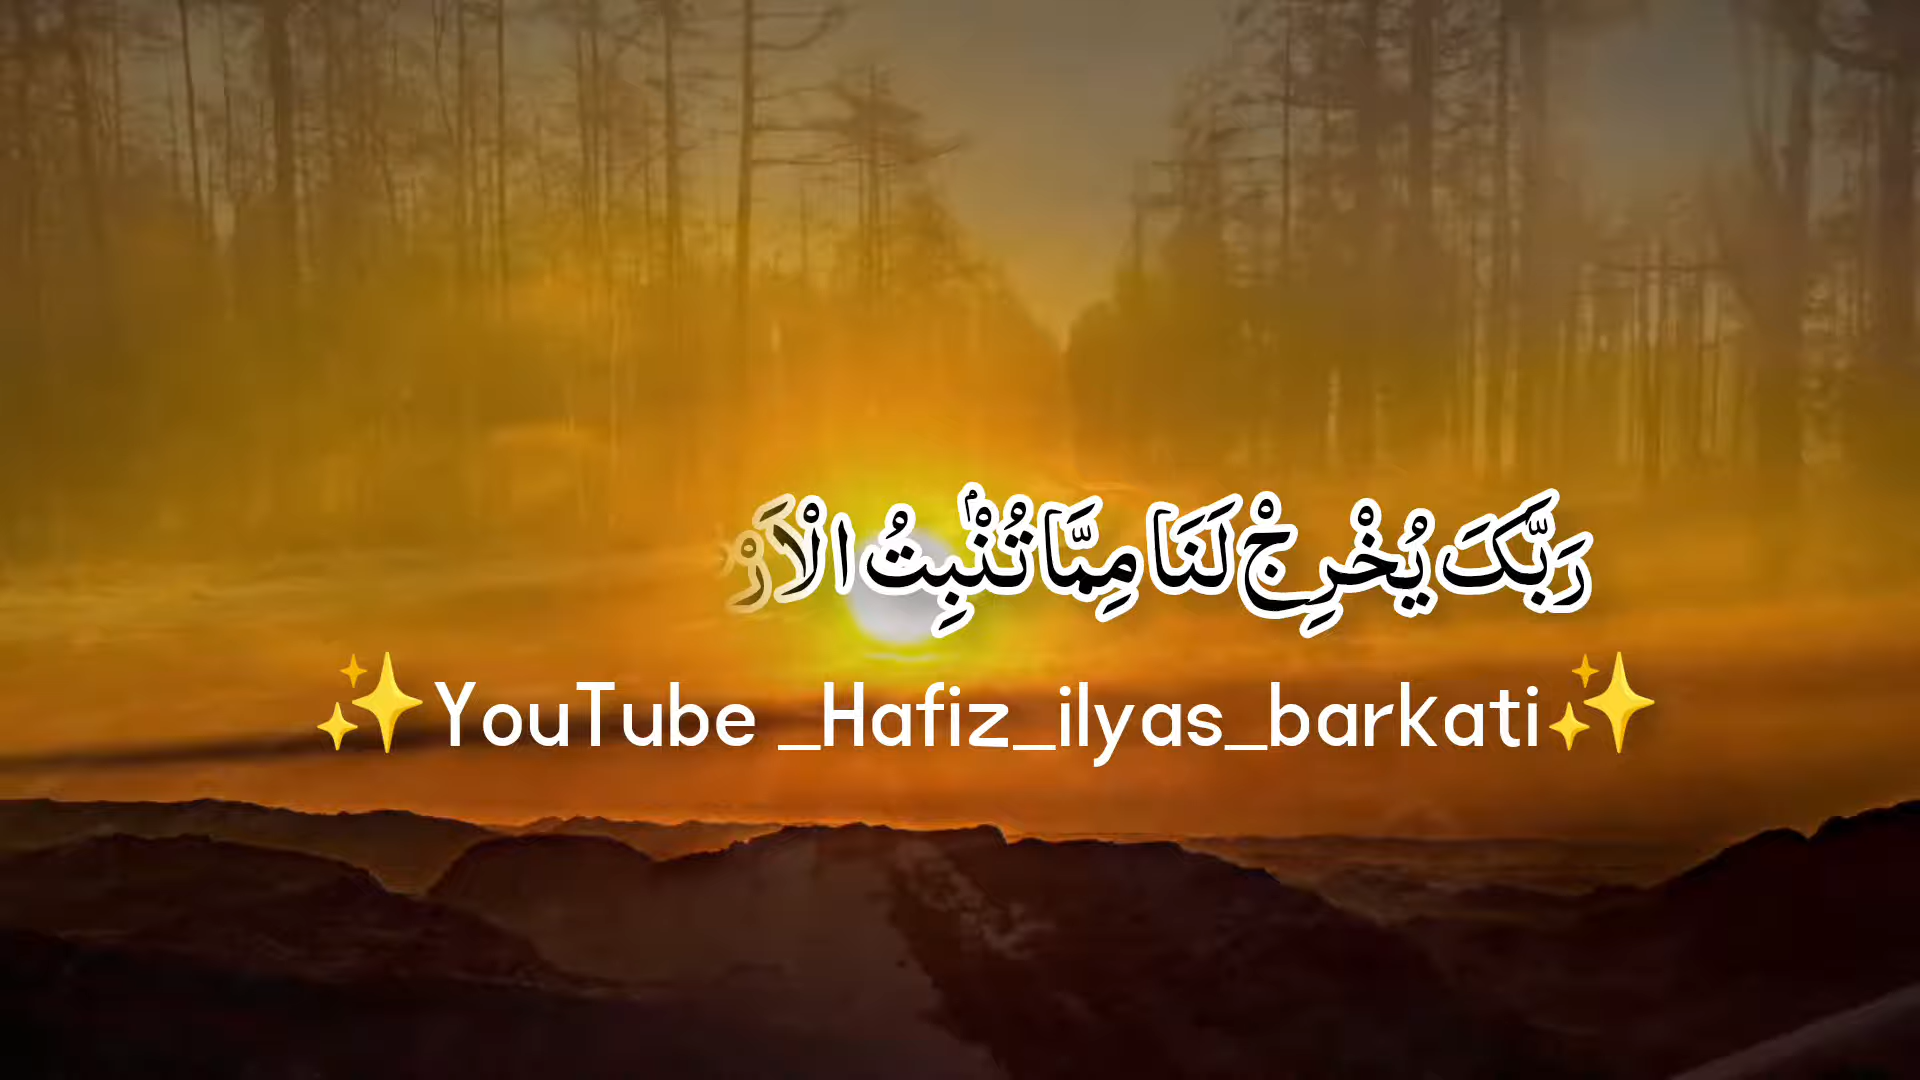 رَبَّكَ يُخْرِجْ لَنَا مِمَّا تُنْۢبِتُ الْاَرْ
✨YouTube _Hafiz_ilyas_barkati✨